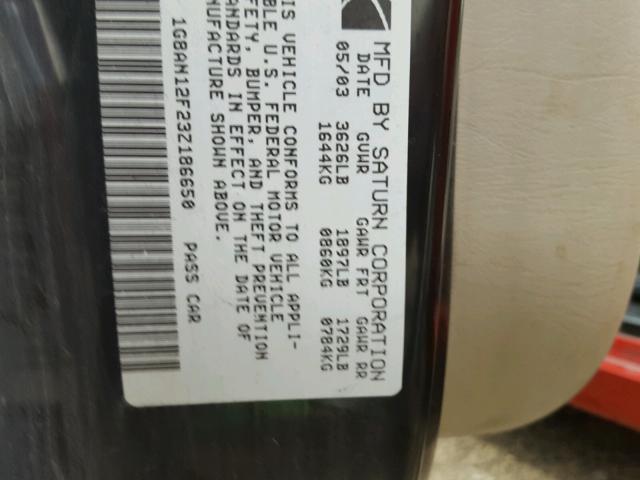 MFD BY SATURN CORPORATION
DATE GVWR GAWR FRT GAWR RR
05/03 3626LB 1897LB 1729LB
1644KG 0860KG 0784KG
IS VEHICLE CONFORMS TO ALL APPLI-
BLE U.S. FEDERAL MOTOR VEHICLE
FETY, BUMPER, AND THEFT PREVENTION
ANDARDS IN EFFECT ON THE DATE OF
NUFACTURE SHOWN ABOVE.
1G8AN12F23Z186650 PASS CAR